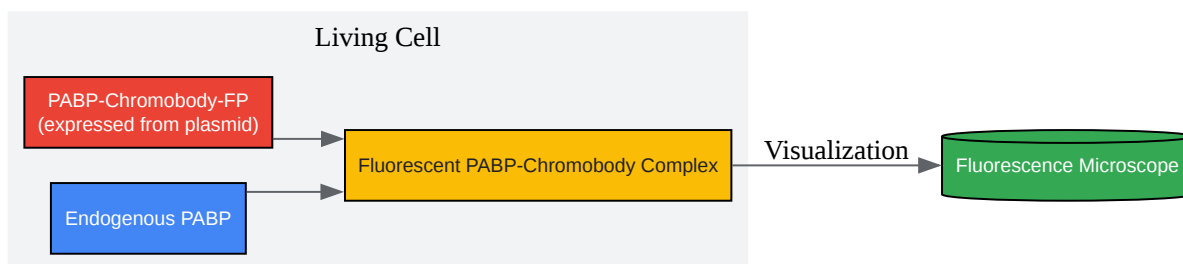 Living Cell
PABP-Chromobody-FP
(expressed from plasmid)
Endogenous PABP
Fluorescent PABP-Chromobody Complex
Visualization
Fluorescence Microscope